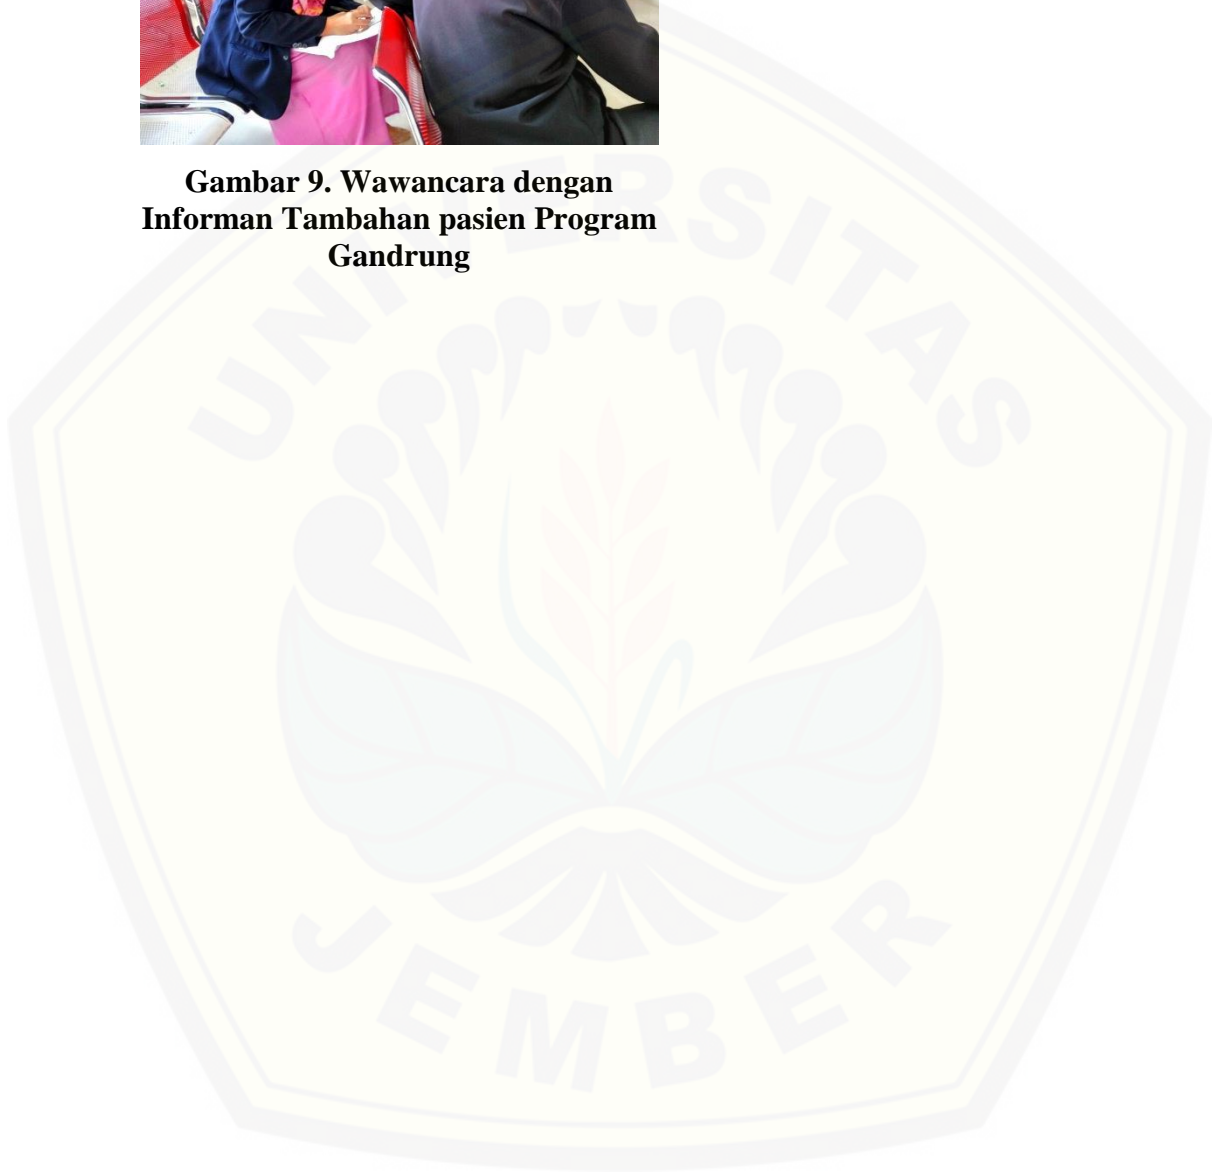 Gambar 9. Wawancara dengan
Informan Tambahan pasien Program
Gandrung
UNIVERSITAS
JEMBER